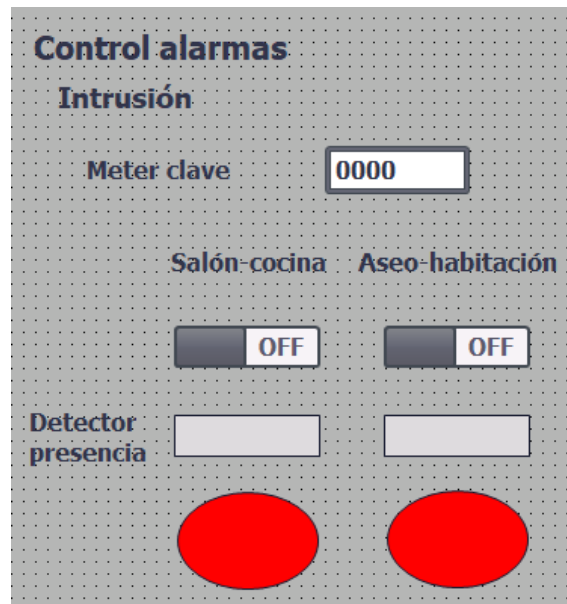 Control alarmas
Intrusión
Meter clave 0000
Salón-cocina Aseo-habitación
OFF OFF
Detector
presencia